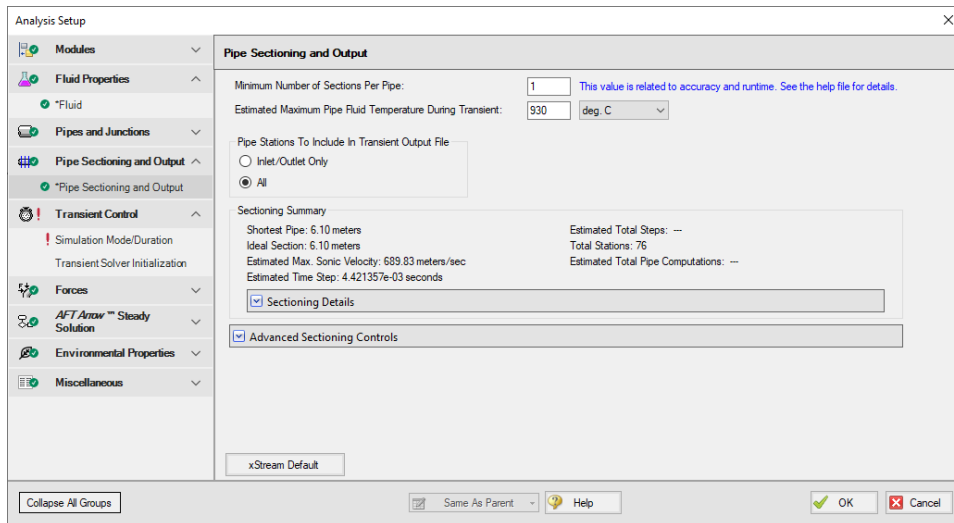 Analysis Setup
Modules
Fluid Properties
*Fluid
Pipes and Junctions
Pipe Sectioning and Output
*Pipe Sectioning and Output
Transient Control
Simulation Mode/Duration
Transient Solver Initialization
Forces
AFT Arrow ™ Steady
Solution
Environmental Properties
Miscellaneous
Collapse All Groups
Pipe Sectioning and Output
Minimum Number of Sections Per Pipe: 1 This value is related to accuracy and runtime. See the help file for details.
Estimated Maximum Pipe Fluid Temperature During Transient: 930 deg. C
Pipe Stations To Include In Transient Output File
Inlet/Outlet Only
All
Sectioning Summary
Shortest Pipe: 6.10 meters
Ideal Section: 6.10 meters
Estimated Max. Sonic Velocity: 689.83 meters/sec
Estimated Time Step: 4.421357e-03 seconds
Estimated Total Steps: ---
Total Stations: 76
Estimated Total Pipe Computations: ---
Sectioning Details
Advanced Sectioning Controls
xStream Default
Same As Parent
Help
OK
Cancel